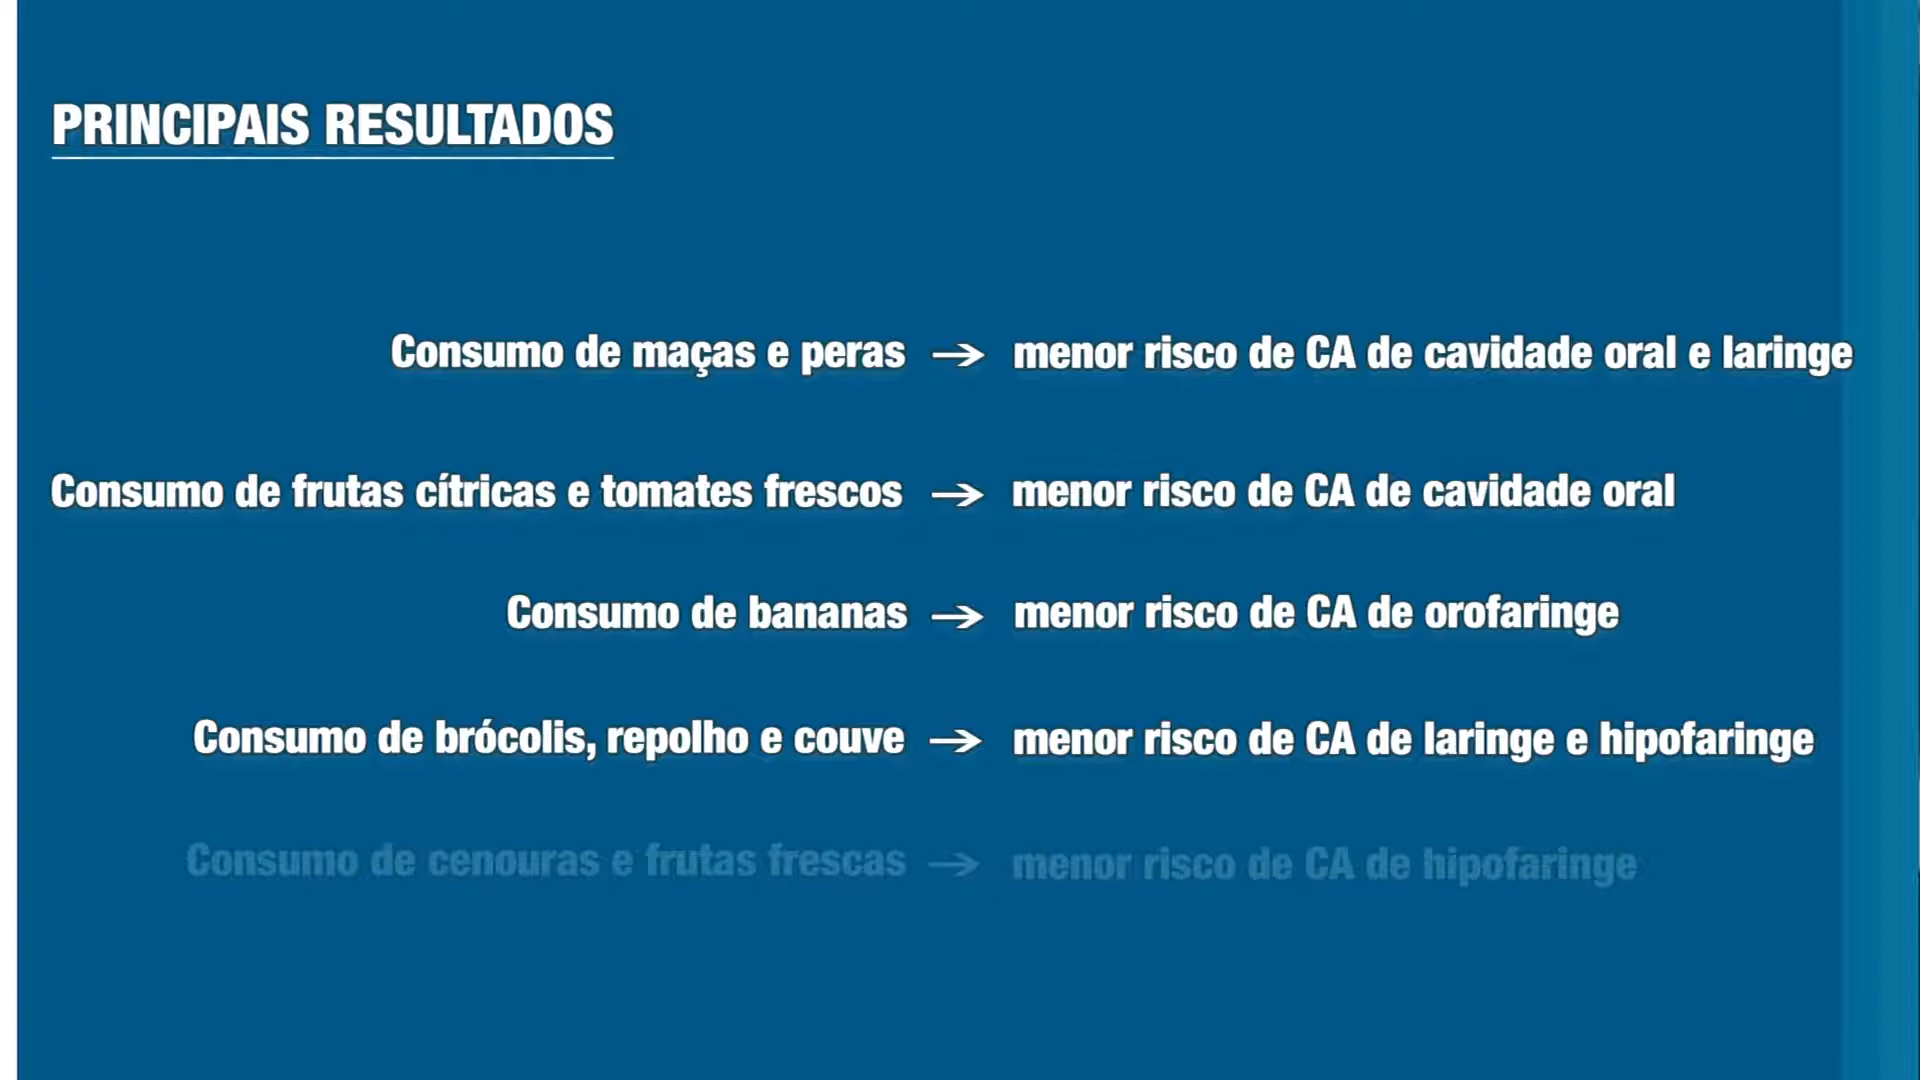 PRINCIPAIS RESULTADOS
Consumo de maças e peras → menor risco de CA de cavidade oral e laringe
Consumo de frutas cítricas e tomates frescos → menor risco de CA de cavidade oral
Consumo de bananas → menor risco de CA de orofaringe
Consumo de brócolis, repolho e couve → menor risco de CA de laringe e hipofaringe
Consumo de cenouras e frutas frescas → menor risco de CA de hipofaringe